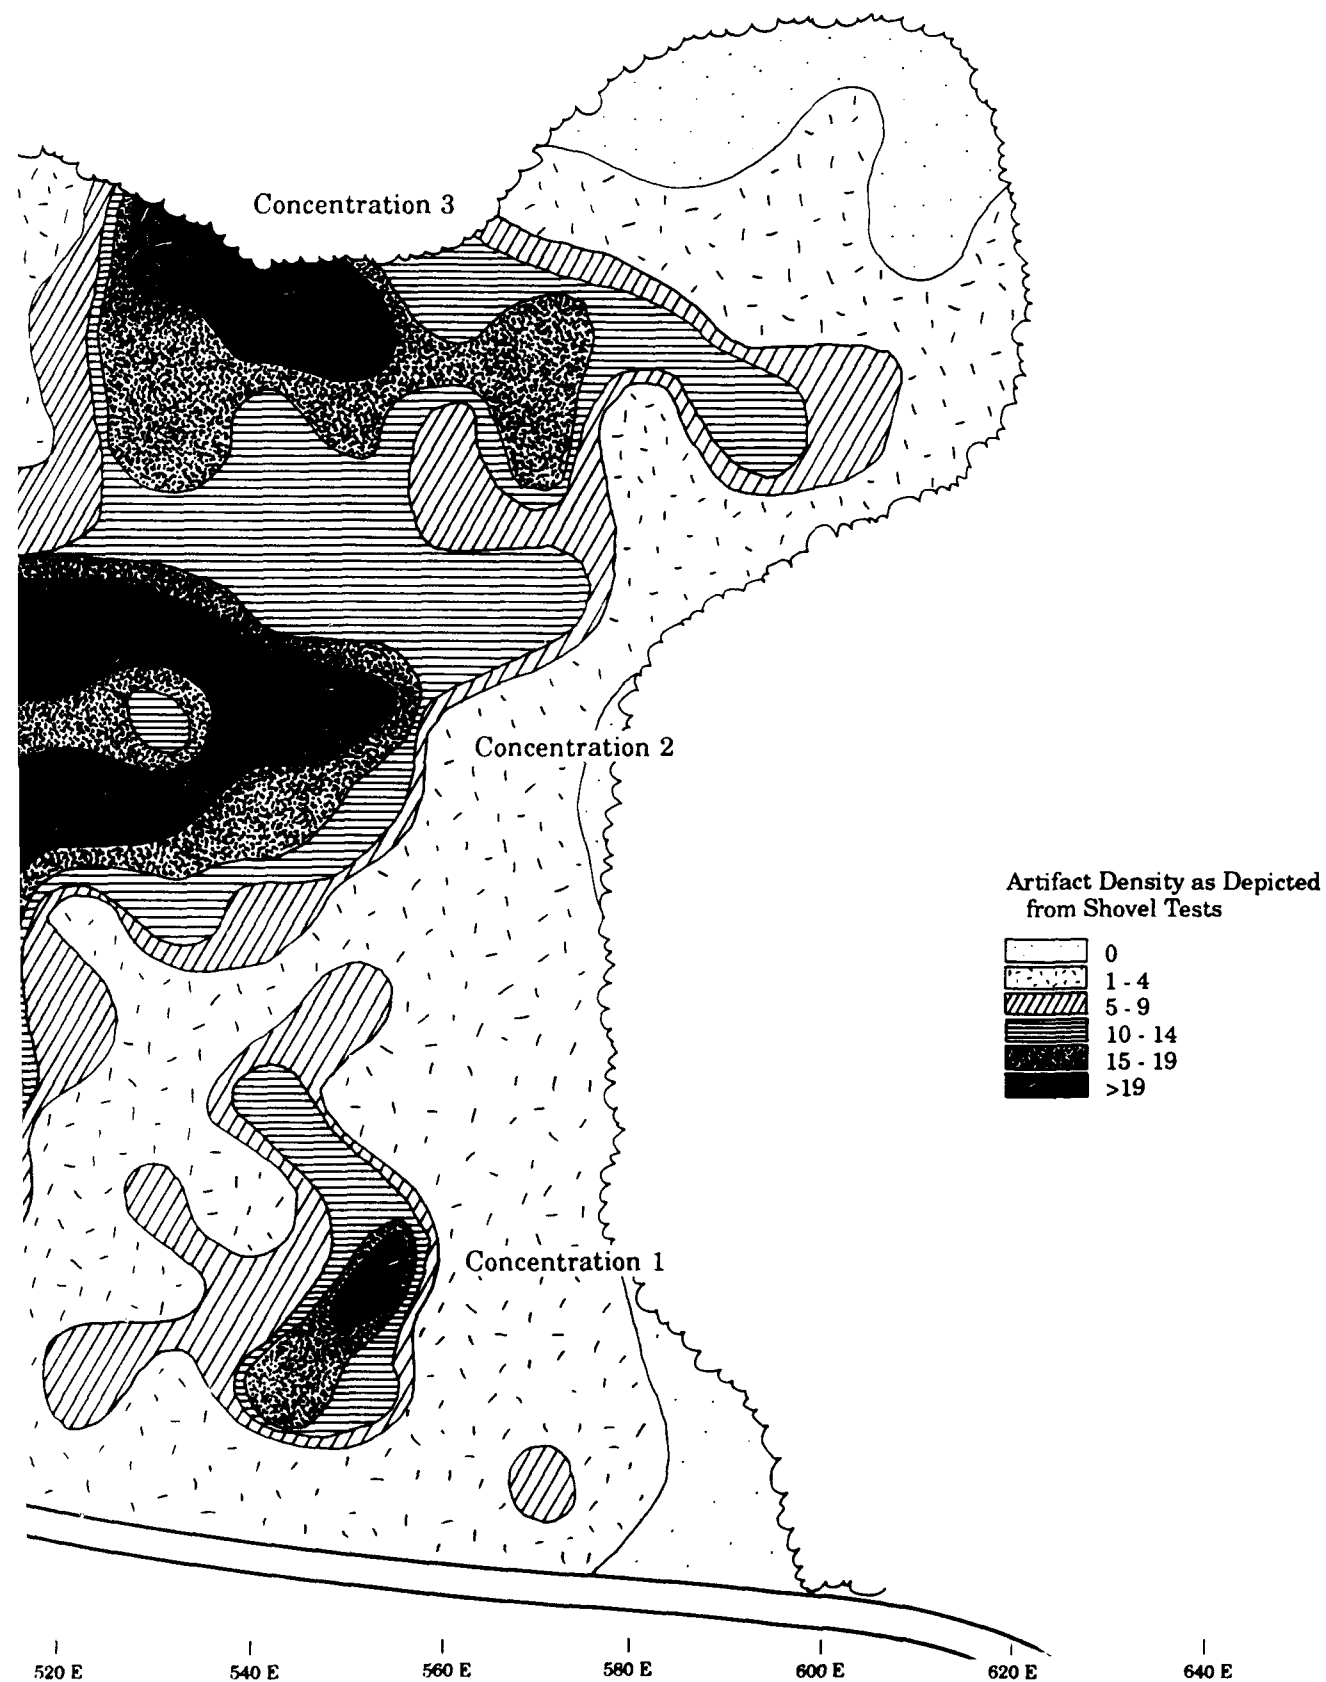 Concentration 3
Concentration 2
Artifact Density as Depicted
from Shovel Tests
0
1 - 4
5 - 9
10 - 14
15 - 19
>19
Concentration 1
520 E
540 E
560 E
580 E
600 E
620 E
640 E